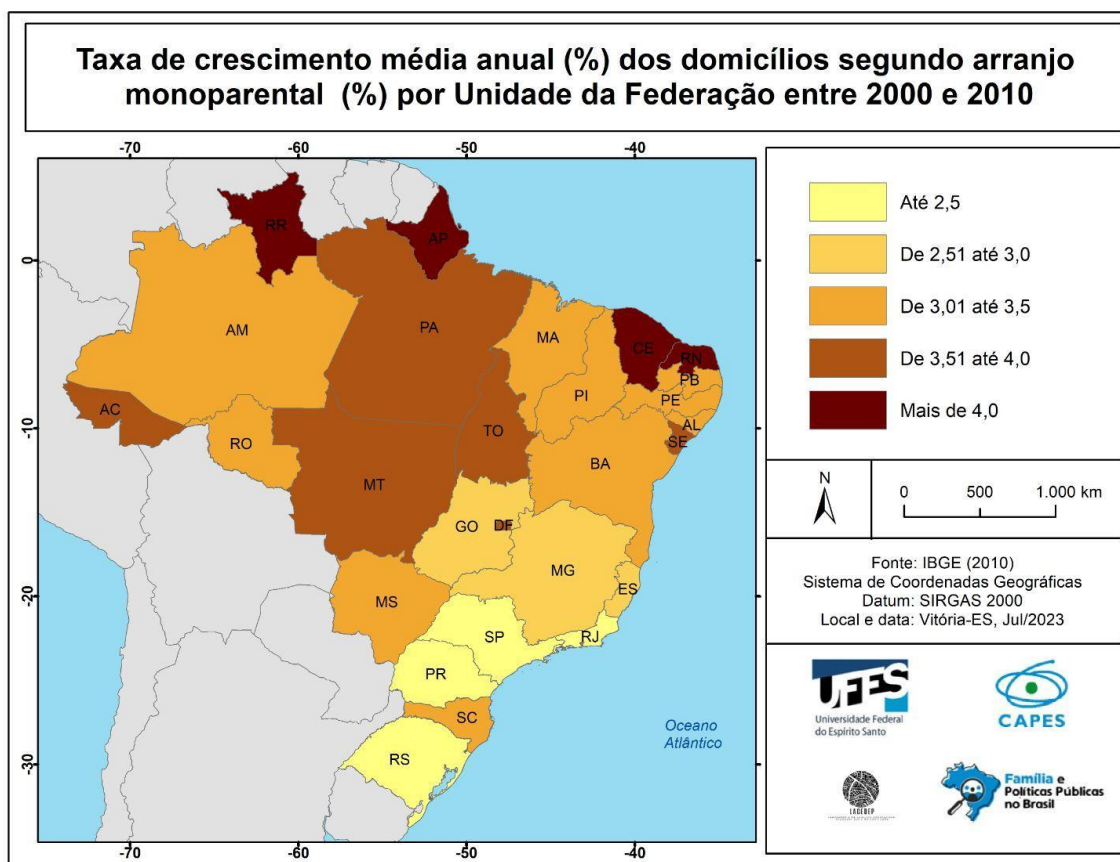 Taxa de crescimento média anual (%) dos domicílios segundo arranjo
monoparental (%) por Unidade da Federação entre 2000 e 2010
-70
-60
-50
-40
0
-10
-20
-30
RR
AP
AM
PA
MA
CE
RN
PB
PI
PE
AL
SE
AC
RO
TO
BA
MT
GO
DF
MG
ES
MS
SP
RJ
PR
SC
RS
Oceano
Atlântico
-70
-60
-50
-40
Até 2,5
De 2,51 até 3,0
De 3,01 até 3,5
De 3,51 até 4,0
Mais de 4,0
N
0 500 1.000 km
Fonte: IBGE (2010)
Sistema de Coordenadas Geográficas
Datum: SIRGAS 2000
Local e data: Vitória-ES, Jul/2023
UFES
Universidade Federal
do Espírito Santo
CAPES
LAGEDEP
Família e
Políticas Públicas
no Brasil